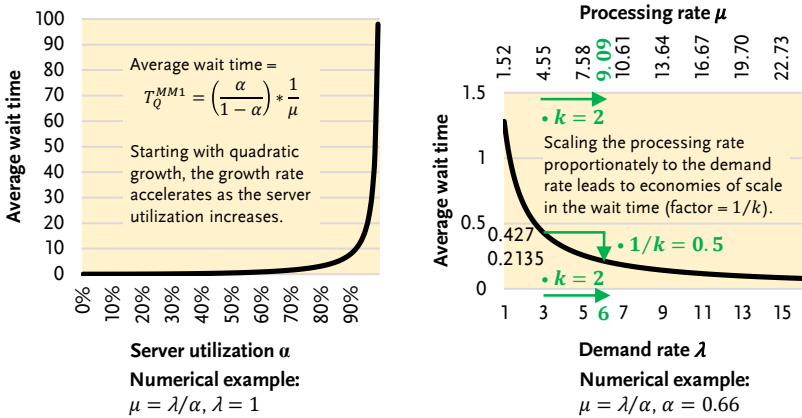 Average wait time
100
90
80
70
60
50
40
30
20
10
0
Average wait time =
T_Q^{MM1} = (α / (1 − α)) * 1/μ
Starting with quadratic
growth, the growth rate
accelerates as the server
utilization increases.
0% 10% 20% 30% 40% 50% 60% 70% 80% 90%
Server utilization α
Numerical example:
μ = λ/α, λ = 1
Processing rate μ
1.52 4.55 7.58 9.09 10.61 13.64 16.67 19.70 22.73
Average wait time
1.5
1
0.5
0
• k = 2
Scaling the processing rate
proportionately to the demand
rate leads to economies of scale
in the wait time (factor = 1/k).
0.427
0.2135
• 1/k = 0.5
• k = 2
1 3 5 6 7 9 11 13 15
Demand rate λ
Numerical example:
μ = λ/α, α = 0.66